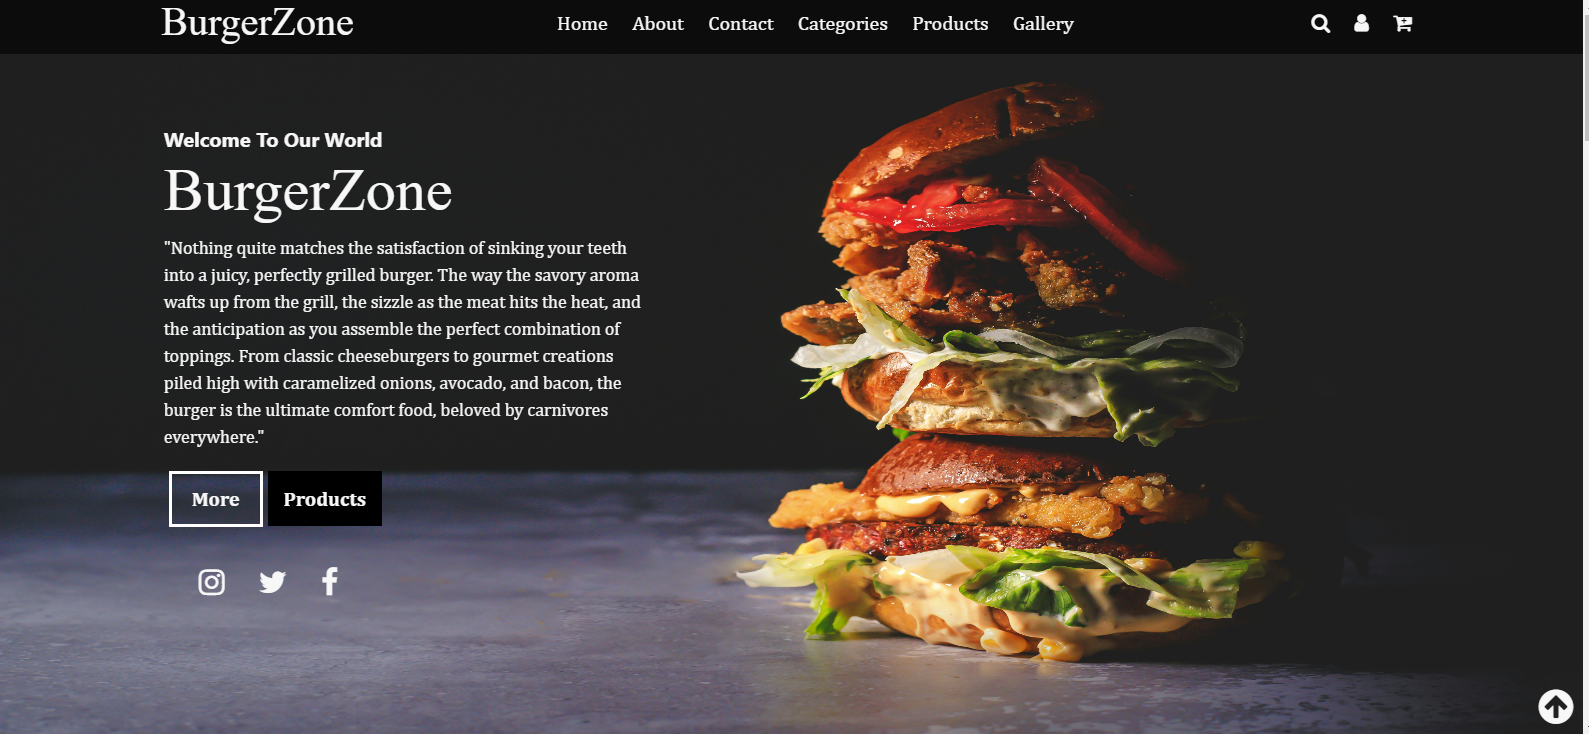 BurgerZone
Home About Contact Categories Products Gallery
Welcome To Our World
BurgerZone
"Nothing quite matches the satisfaction of sinking your teeth
into a juicy, perfectly grilled burger. The way the savory aroma
wafts up from the grill, the sizzle as the meat hits the heat, and
the anticipation as you assemble the perfect combination of
toppings. From classic cheeseburgers to gourmet creations
piled high with caramelized onions, avocado, and bacon, the
burger is the ultimate comfort food, beloved by carnivores
everywhere."
More Products